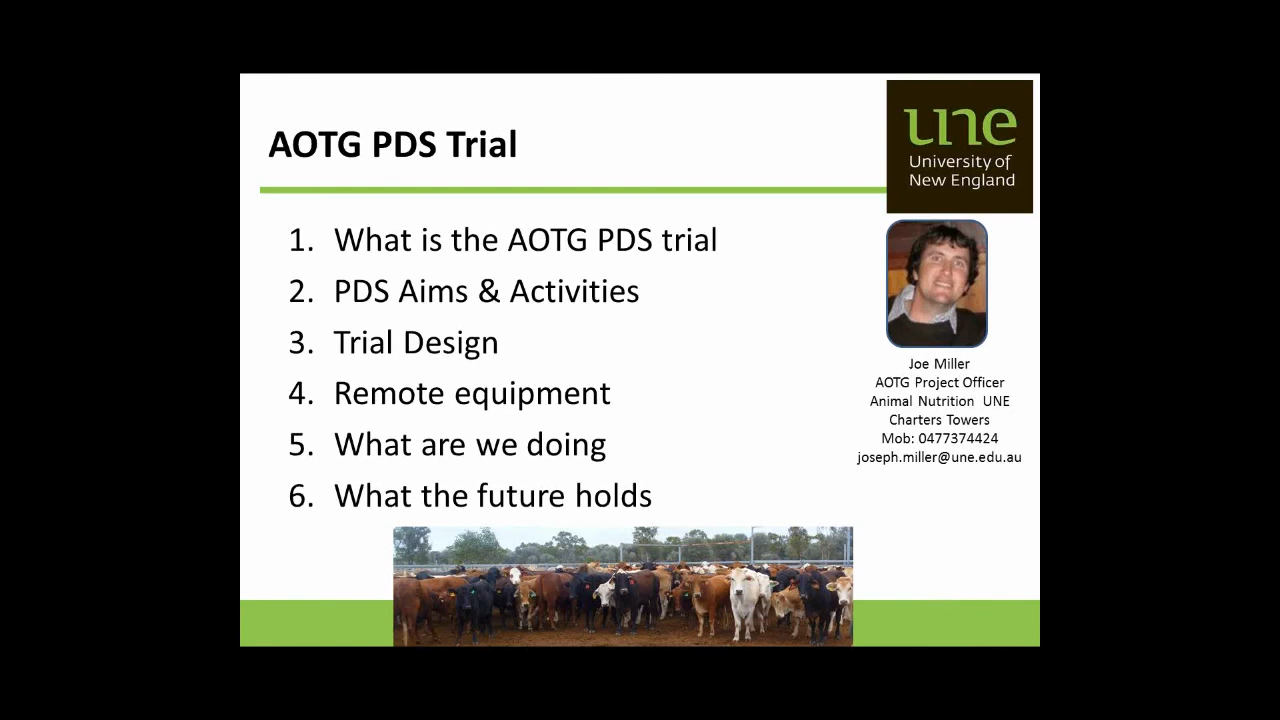 AOTG PDS Trial
une
University of
New England
1. What is the AOTG PDS trial
2. PDS Aims & Activities
3. Trial Design
4. Remote equipment
5. What are we doing
6. What the future holds
Joe Miller
AOTG Project Officer
Animal Nutrition UNE
Charters Towers
Mob: 0477374424
joseph.miller@une.edu.au